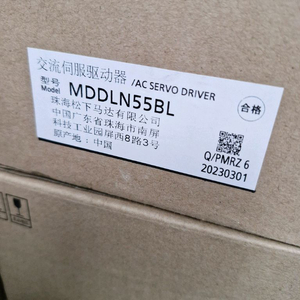 交流伺服驱动器 /AC SERVO DRIVER
型号 Model MDDLN55BL
合格
珠海松下马达有限公司
中国广东省珠海市南屏
科技工业园屏西8路3号
原产地：中国
Q/PMRZ 6
20230301